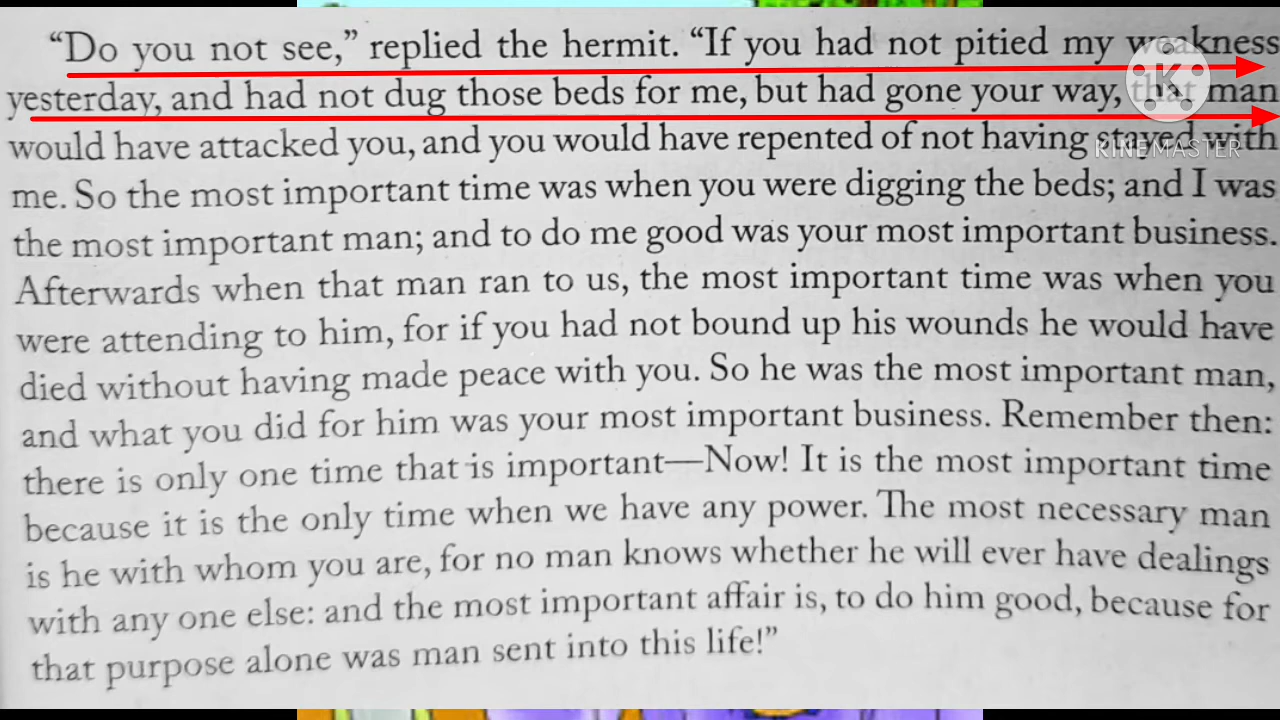 “Do you not see,” replied the hermit. “If you had not pitied my weakness
yesterday, and had not dug those beds for me, but had gone your way, that man
would have attacked you, and you would have repented of not having stayed with
me. So the most important time was when you were digging the beds; and I was
the most important man; and to do me good was your most important business.
Afterwards when that man ran to us, the most important time was when you
were attending to him, for if you had not bound up his wounds he would have
died without having made peace with you. So he was the most important man,
and what you did for him was your most important business. Remember then:
there is only one time that is important—Now! It is the most important time
because it is the only time when we have any power. The most necessary man
is he with whom you are, for no man knows whether he will ever have dealings
with any one else: and the most important affair is, to do him good, because for
that purpose alone was man sent into this life!”
K
KINEMASTER